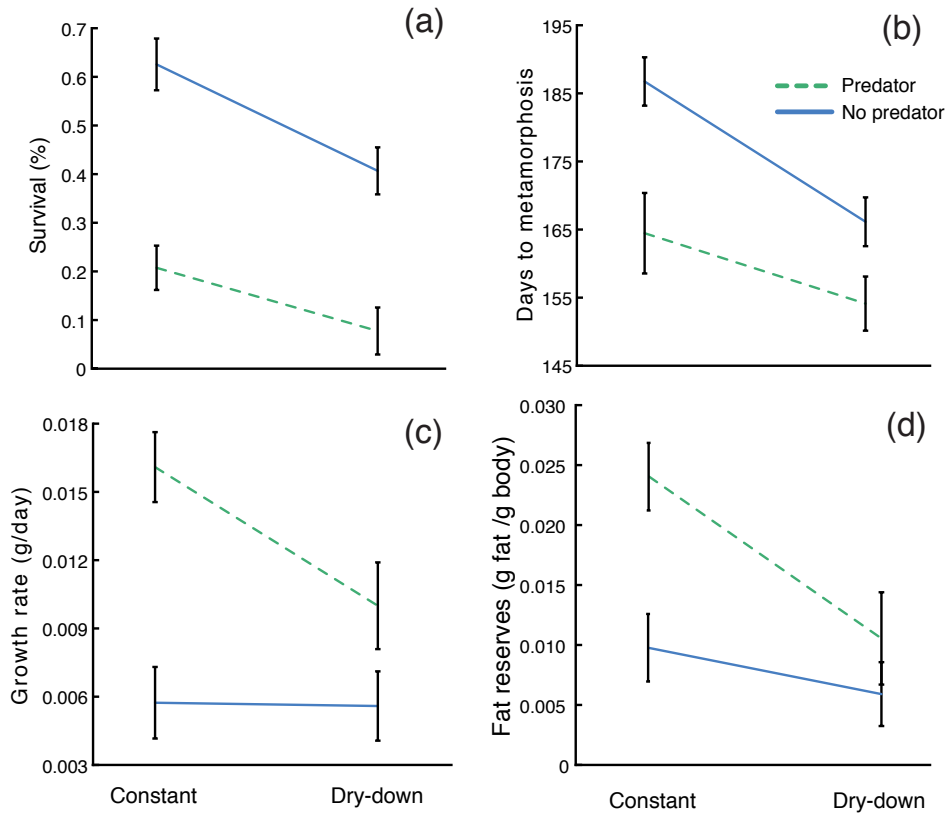 (a)
0.7
0.6
0.5
0.4
0.3
0.2
0.1
0
Survival (%)
(b)
195
185
175
165
155
145
Days to metamorphosis
Predator
No predator
(c)
0.018
0.015
0.012
0.009
0.006
0.003
Growth rate (g/day)
Constant
Dry-down
(d)
0.030
0.025
0.020
0.015
0.010
0.005
0
Fat reserves (g fat /g body)
Constant
Dry-down